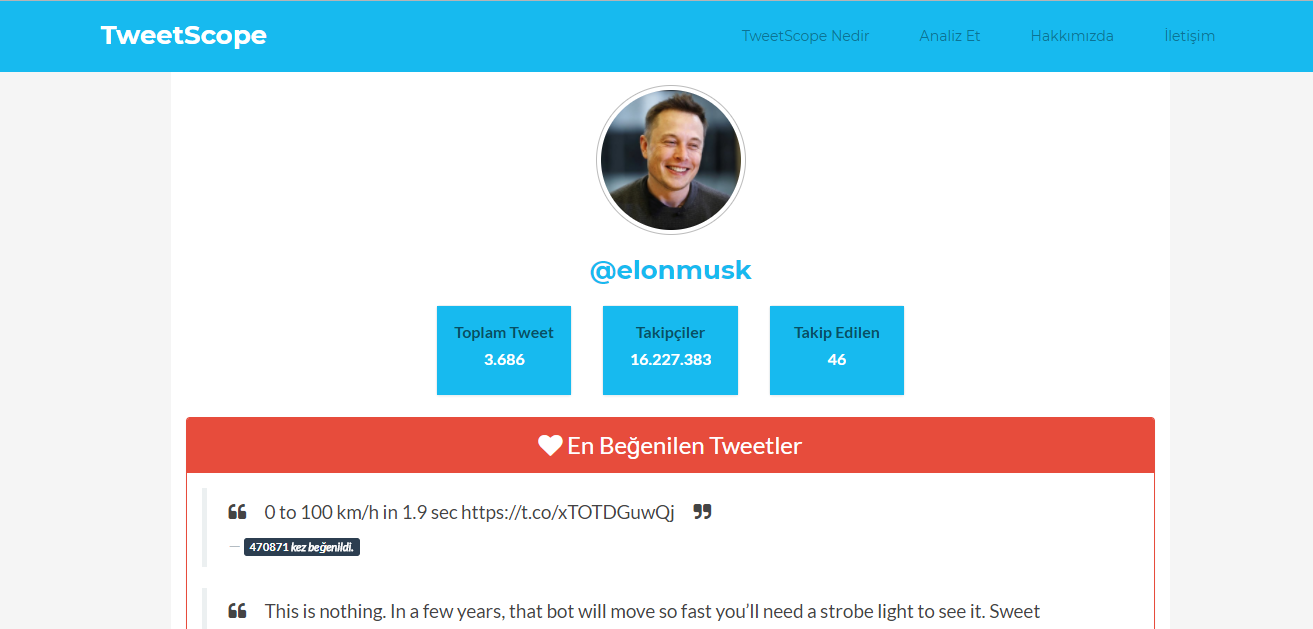 TweetScope TweetScope Nedir Analiz Et Hakkımızda İletişim
@elonmusk
Toplam Tweet Takipçiler Takip Edilen
3.686 16.227.383 46
En Beğenilen Tweetler
❝ 0 to 100 km/h in 1.9 sec https://t.co/xTOTDGuwQj ❞
— 470871 kez beğenildi.
❝ This is nothing. In a few years, that bot will move so fast you’ll need a strobe light to see it. Sweet